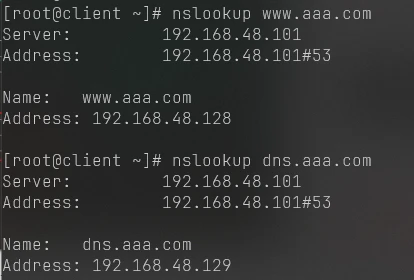 [root@client ~]# nslookup www.aaa.com
Server:         192.168.48.101
Address:        192.168.48.101#53

Name:   www.aaa.com
Address: 192.168.48.128

[root@client ~]# nslookup dns.aaa.com
Server:         192.168.48.101
Address:        192.168.48.101#53

Name:   dns.aaa.com
Address: 192.168.48.129